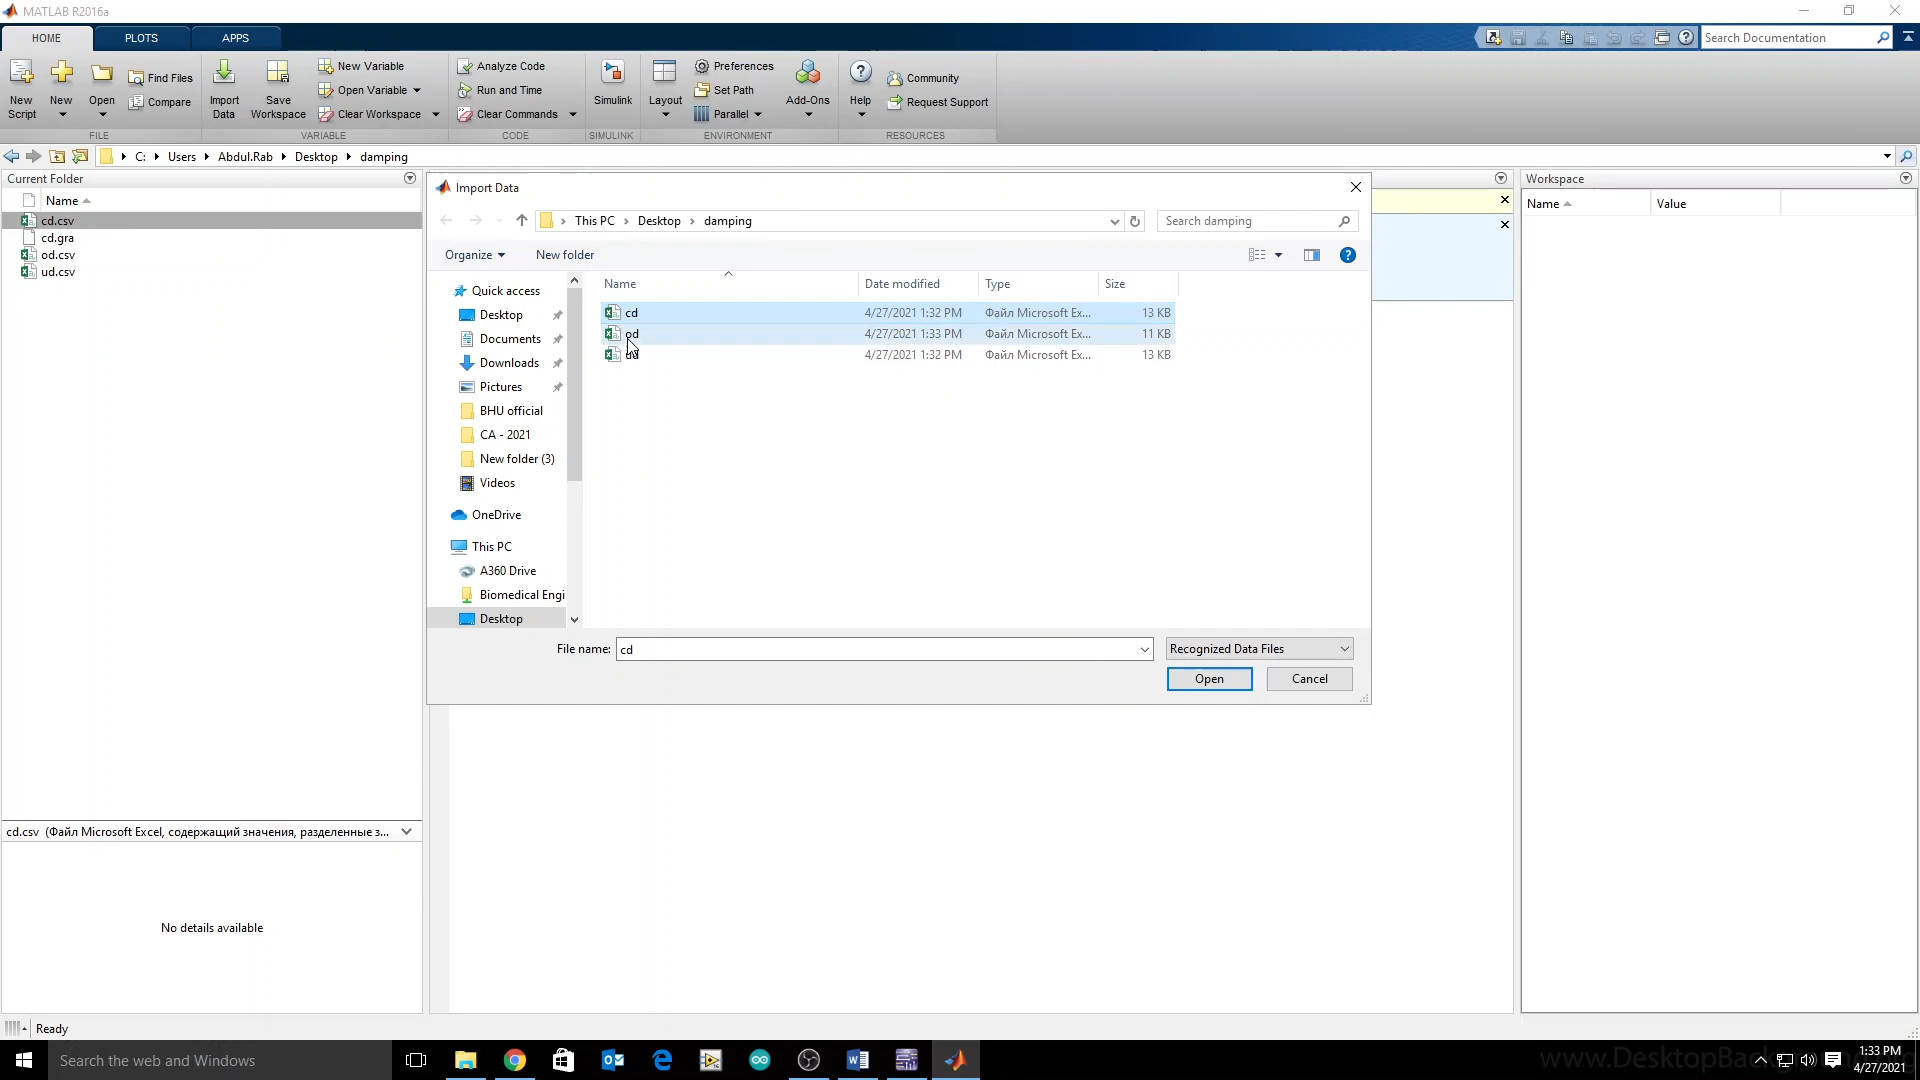 MATLAB R2016a
HOME PLOTS APPS Search Documentation
New Script New Open Find Files Compare Import Data Save Workspace New Variable Open Variable Clear Workspace Analyze Code Run and Time Clear Commands Simulink Layout Preferences Set Path Parallel Add-Ons Help Community Request Support
FILE VARIABLE CODE SIMULINK ENVIRONMENT RESOURCES
C: Users Abdul.Rab Desktop damping
Current Folder
Name
cd.csv
cd.gra
od.csv
ud.csv
cd.csv (Файл Microsoft Excel, содержащий значения, разделенные з...
No details available
Import Data
This PC Desktop damping Search damping
Organize New folder
Quick access
Desktop
Documents
Downloads
Pictures
BHU official
CA - 2021
New folder (3)
Videos
OneDrive
This PC
A360 Drive
Biomedical Engi
Desktop
Name Date modified Type Size
cd 4/27/2021 1:32 PM Файл Microsoft Ex... 13 KB
od 4/27/2021 1:33 PM Файл Microsoft Ex... 11 KB
ud 4/27/2021 1:32 PM Файл Microsoft Ex... 13 KB
File name: cd Recognized Data Files
Open Cancel
Workspace
Name Value
Ready
Search the web and Windows
1:33 PM
4/27/2021